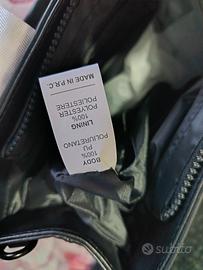 BODY
100%
PU
POLIURETANO
LINING
100%
POLYESTER
POLIESTERE
MADE IN P.R.C.
subito